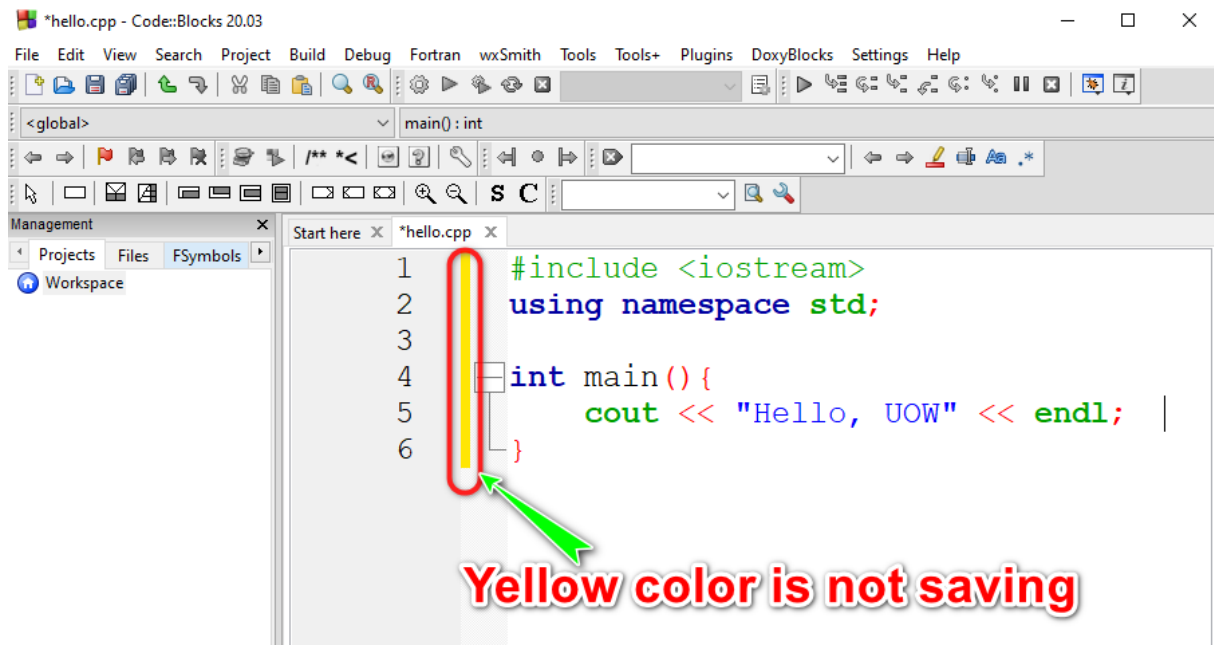 *hello.cpp - Code::Blocks 20.03
File Edit View Search Project Build Debug Fortran wxSmith Tools Tools+ Plugins DoxyBlocks Settings Help
<global> main() : int
/** *<
Aa .*
S C
Management
Start here *hello.cpp
Projects Files FSymbols
Workspace
1 #include <iostream>
2 using namespace std;
3
4 int main(){
5 cout << "Hello, UOW" << endl;
6 }
Yellow color is not saving